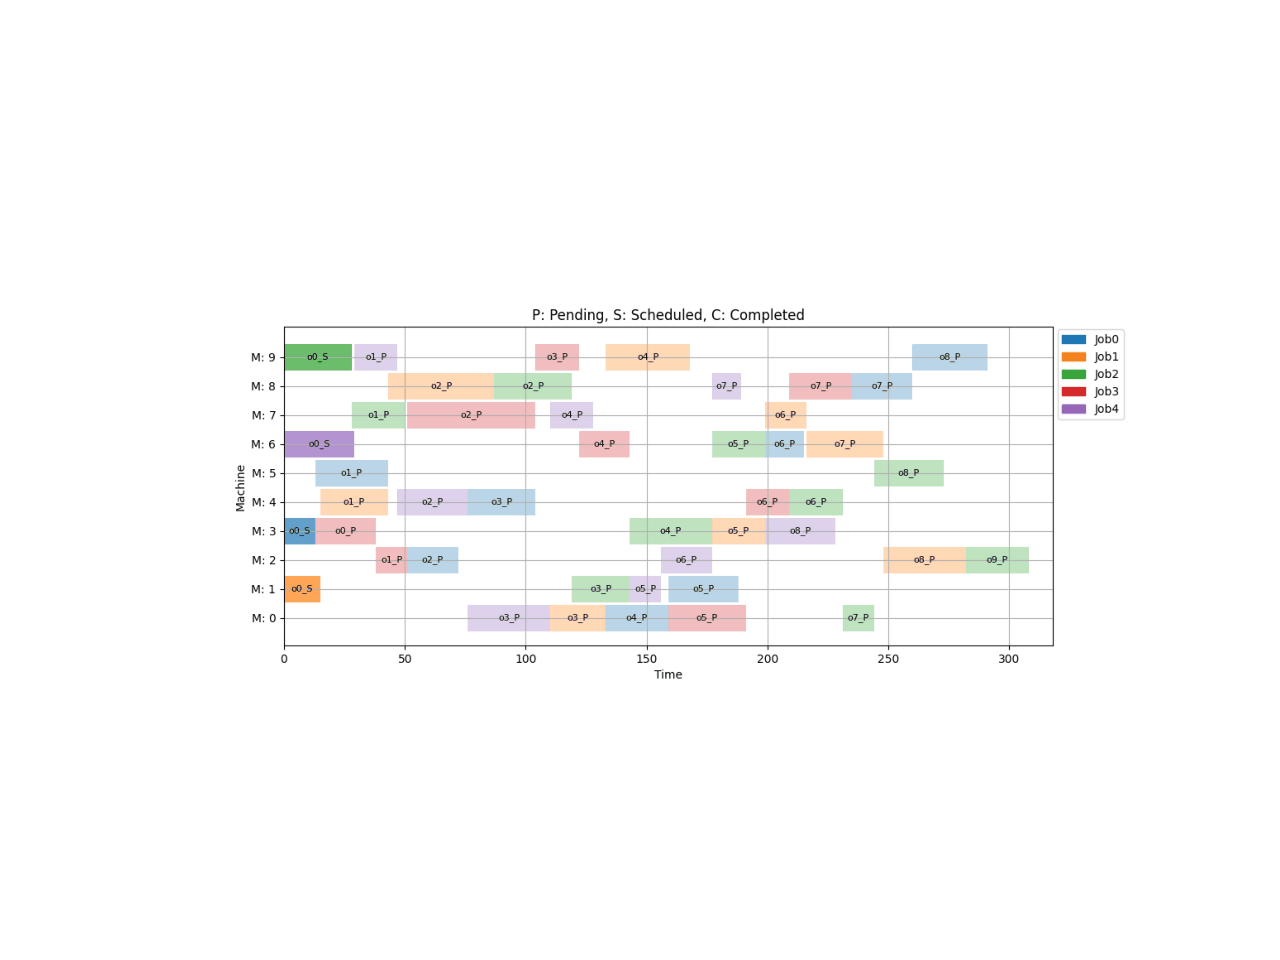 P: Pending, S: Scheduled, C: Completed
M: 9 o0_S o1_P o3_P o4_P o8_P
M: 8 o2_P o2_P o7_P o7_P o7_P
M: 7 o1_P o2_P o4_P o6_P
M: 6 o0_S o4_P o5_P o6_P o7_P
M: 5 o1_P o8_P
M: 4 o1_P o2_P o3_P o6_P o6_P
M: 3 o0_S o0_P o4_P o5_P o8_P
M: 2 o1_P o2_P o6_P o8_P o9_P
M: 1 o0_S o3_P o5_P o5_P
M: 0 o3_P o3_P o4_P o5_P o7_P
Machine
0 50 100 150 200 250 300
Time
Job0
Job1
Job2
Job3
Job4